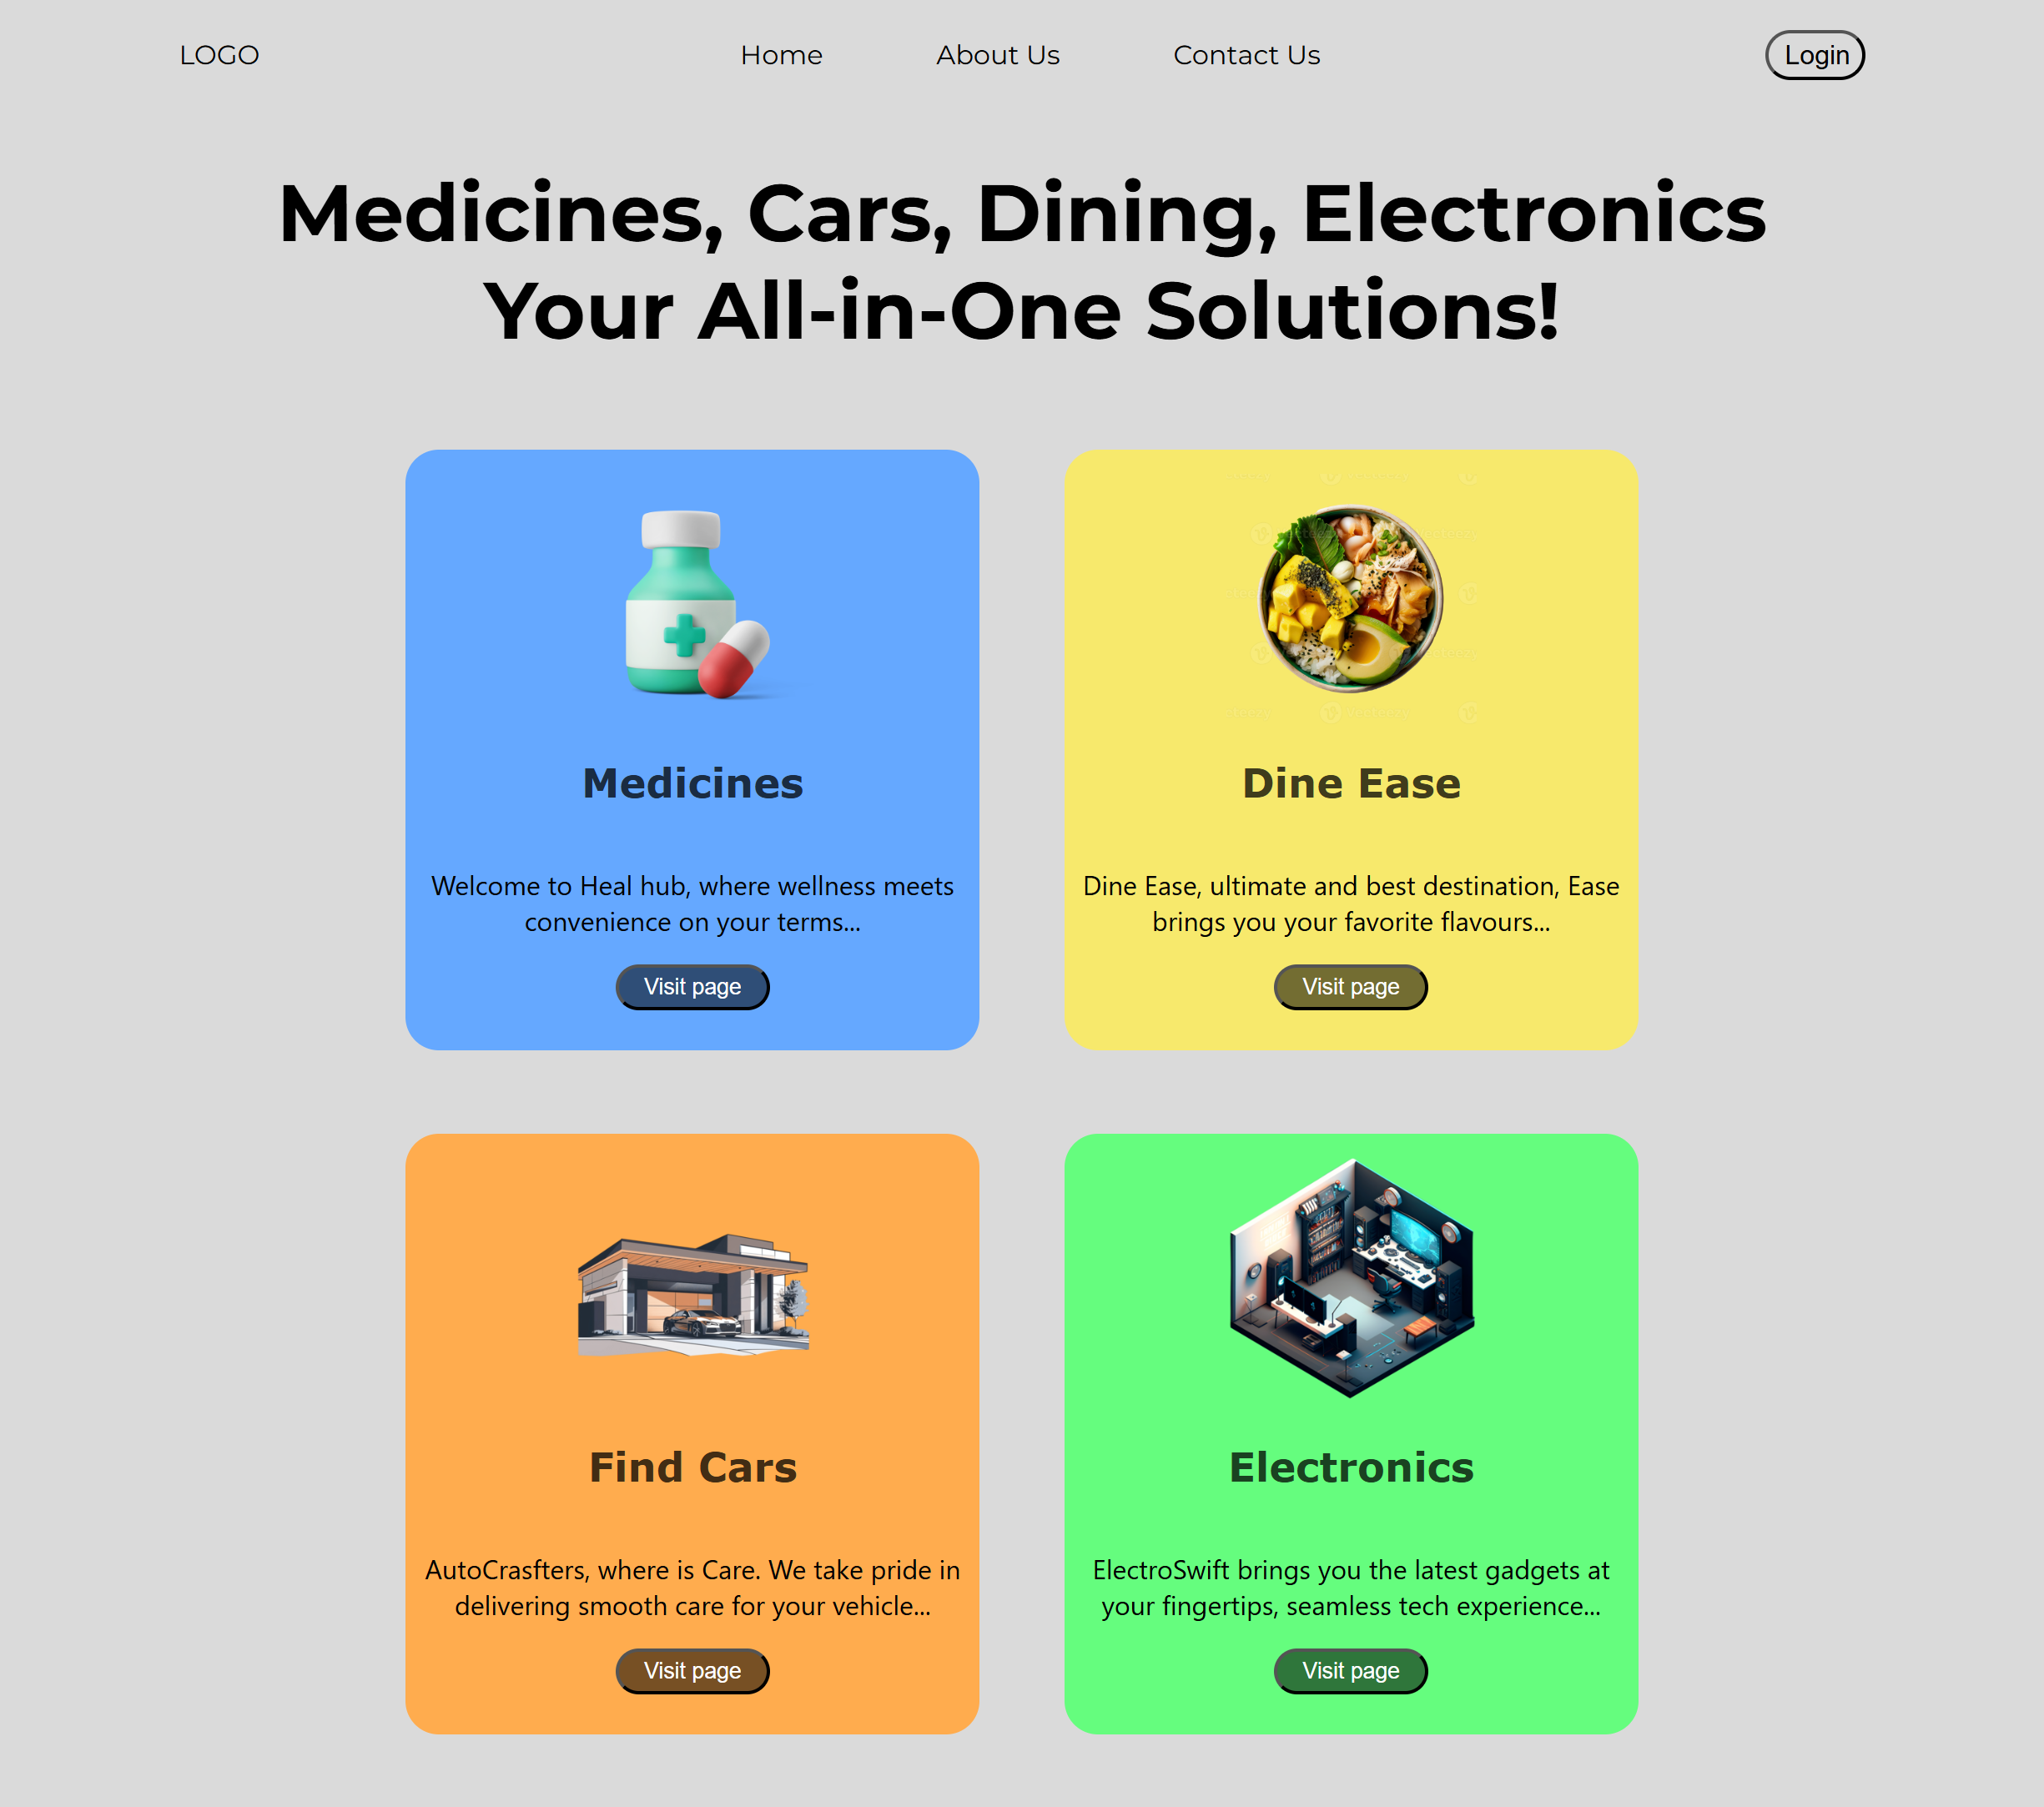 LOGO
Home
About Us
Contact Us
Login
Medicines, Cars, Dining, Electronics
Your All-in-One Solutions!
Medicines
Welcome to Heal hub, where wellness meets
convenience on your terms...
Visit page
Dine Ease
Dine Ease, ultimate and best destination, Ease
brings you your favorite flavours...
Visit page
Find Cars
AutoCrasfters, where is Care. We take pride in
delivering smooth care for your vehicle...
Visit page
Electronics
ElectroSwift brings you the latest gadgets at
your fingertips, seamless tech experience...
Visit page